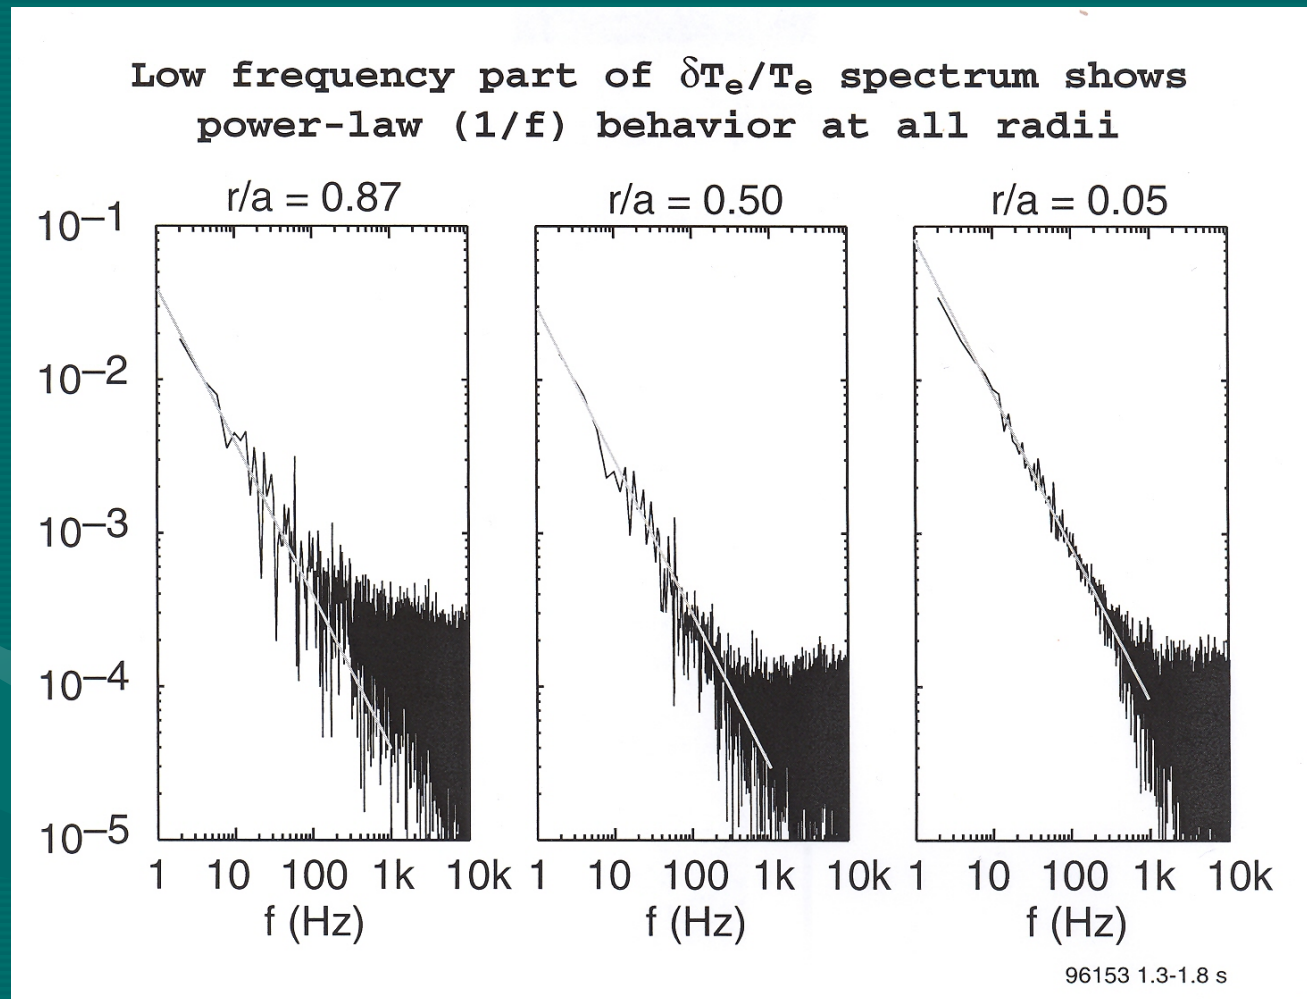 Low frequency part of δTe/Te spectrum shows
power-law (1/f) behavior at all radii
r/a = 0.87 r/a = 0.50 r/a = 0.05
10–1
10–2
10–3
10–4
10–5
1 10 100 1k 10k 1 10 100 1k 10k 1 10 100 1k 10k
f (Hz) f (Hz) f (Hz)
96153 1.3-1.8 s